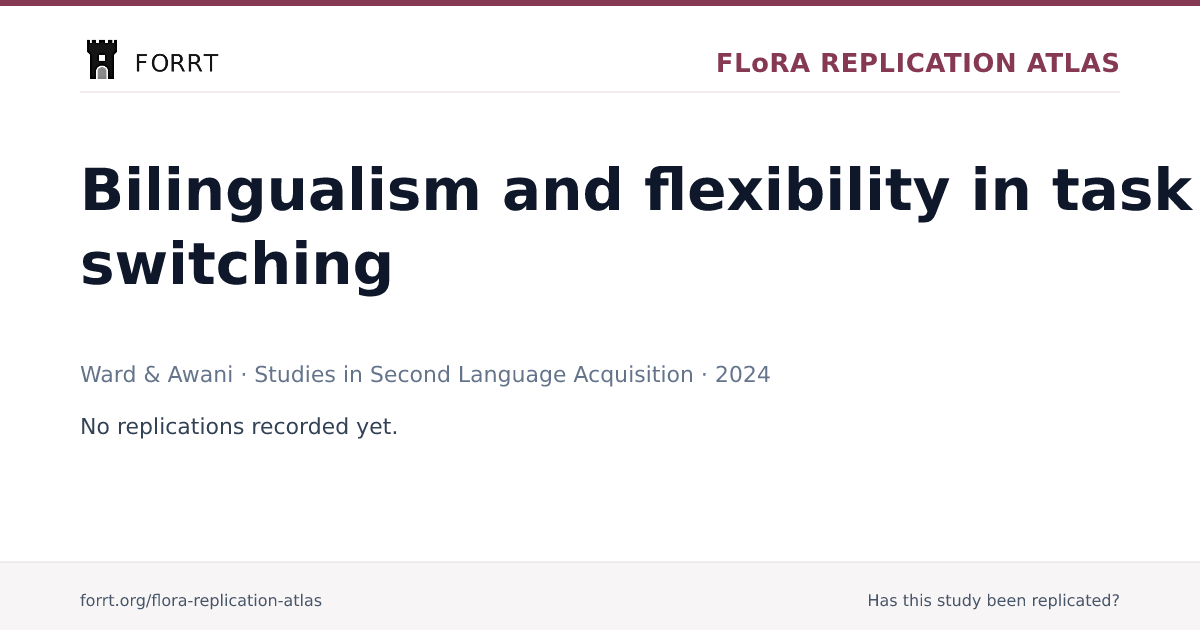 FORRT
FLoRA REPLICATION ATLAS
Bilingualism and flexibility in task
switching
Ward & Awani · Studies in Second Language Acquisition · 2024
No replications recorded yet.
forrt.org/flora-replication-atlas
Has this study been replicated?